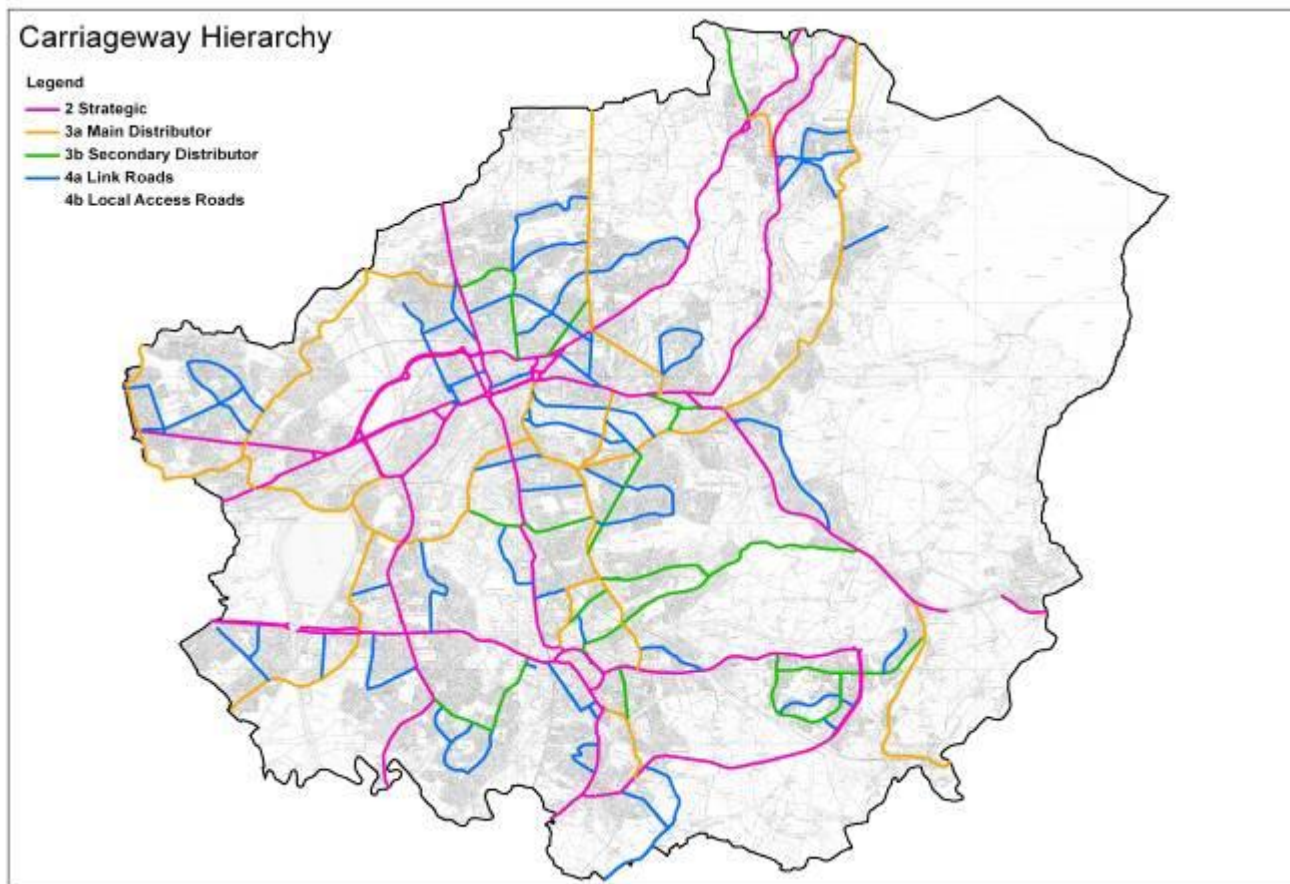 Carriageway Hierarchy
Legend
2 Strategic
3a Main Distributor
3b Secondary Distributor
4a Link Roads
4b Local Access Roads